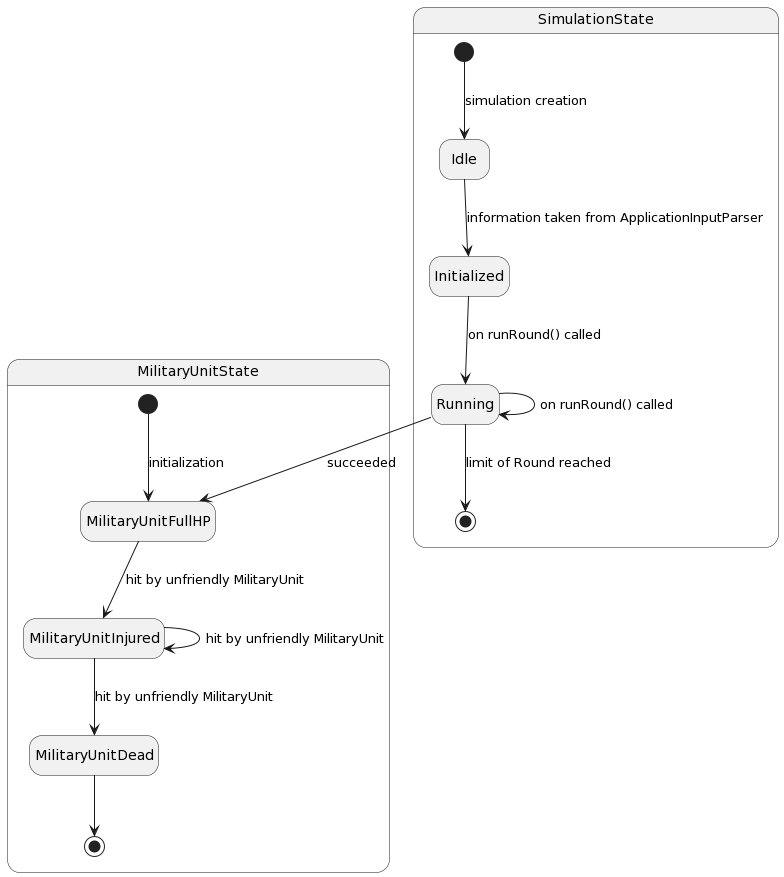 SimulationState
simulation creation
Idle
information taken from ApplicationInputParser
Initialized
on runRound() called
MilitaryUnitState
Running
on runRound() called
initialization
succeeded
limit of Round reached
MilitaryUnitFullHP
hit by unfriendly MilitaryUnit
MilitaryUnitInjured
hit by unfriendly MilitaryUnit
hit by unfriendly MilitaryUnit
MilitaryUnitDead